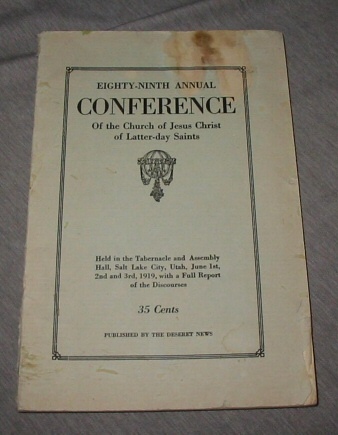 EIGHTY-NINTH ANNUAL
CONFERENCE
Of the Church of Jesus Christ
of Latter-day Saints
Held in the Tabernacle and Assembly
Hall, Salt Lake City, Utah, June 1st,
2nd and 3rd, 1919, with a Full Report
of the Discourses
35 Cents
PUBLISHED BY THE DESERET NEWS